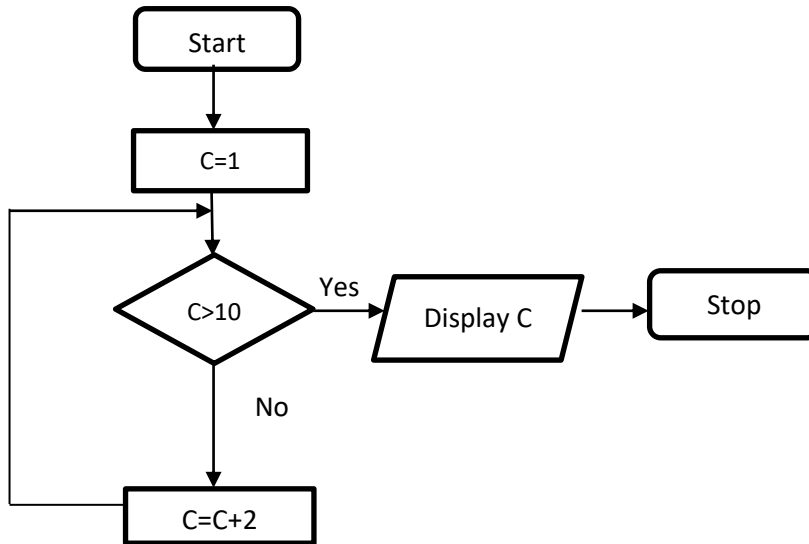 Start
C=1
C>10
Yes
Display C
Stop
No
C=C+2